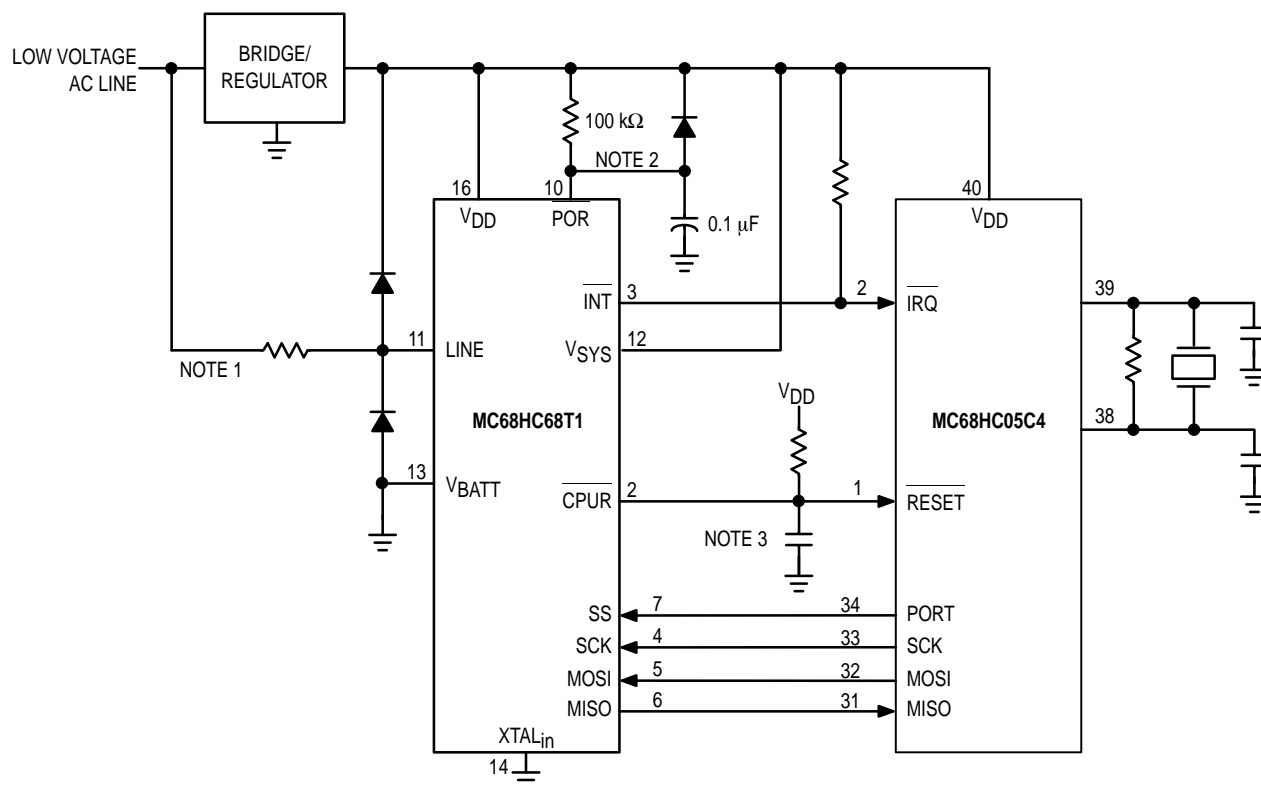 LOW VOLTAGE
AC LINE
BRIDGE/
REGULATOR
100 kΩ
NOTE 2
16
10
40
VDD
POR
0.1 µF
VDD
INT
3
2
IRQ
39
11
LINE
12
VSYS
NOTE 1
VDD
MC68HC68T1
MC68HC05C4
38
13
VBATT
CPUR
2
1
RESET
NOTE 3
SS
7
34
PORT
SCK
4
33
SCK
MOSI
5
32
MOSI
MISO
6
31
MISO
XTALin
14